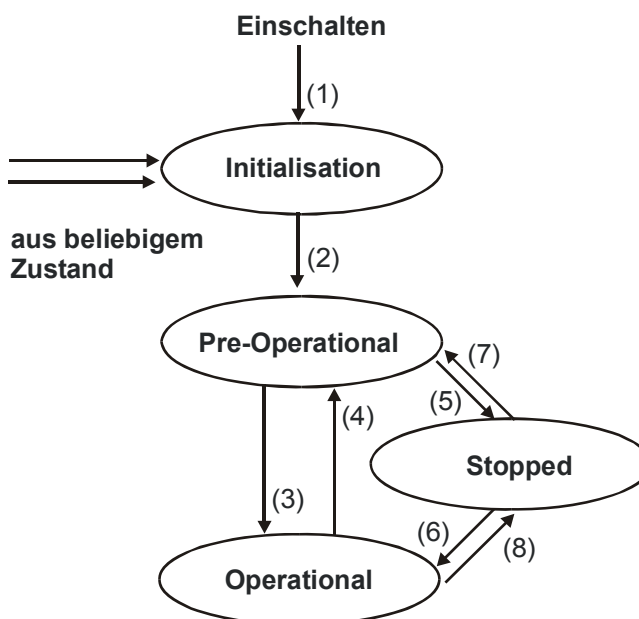 Einschalten
(1)
Initialisation
aus beliebigem
Zustand
(2)
Pre-Operational
(7)
(5)
(4)
Stopped
(3)
(6)
(8)
Operational